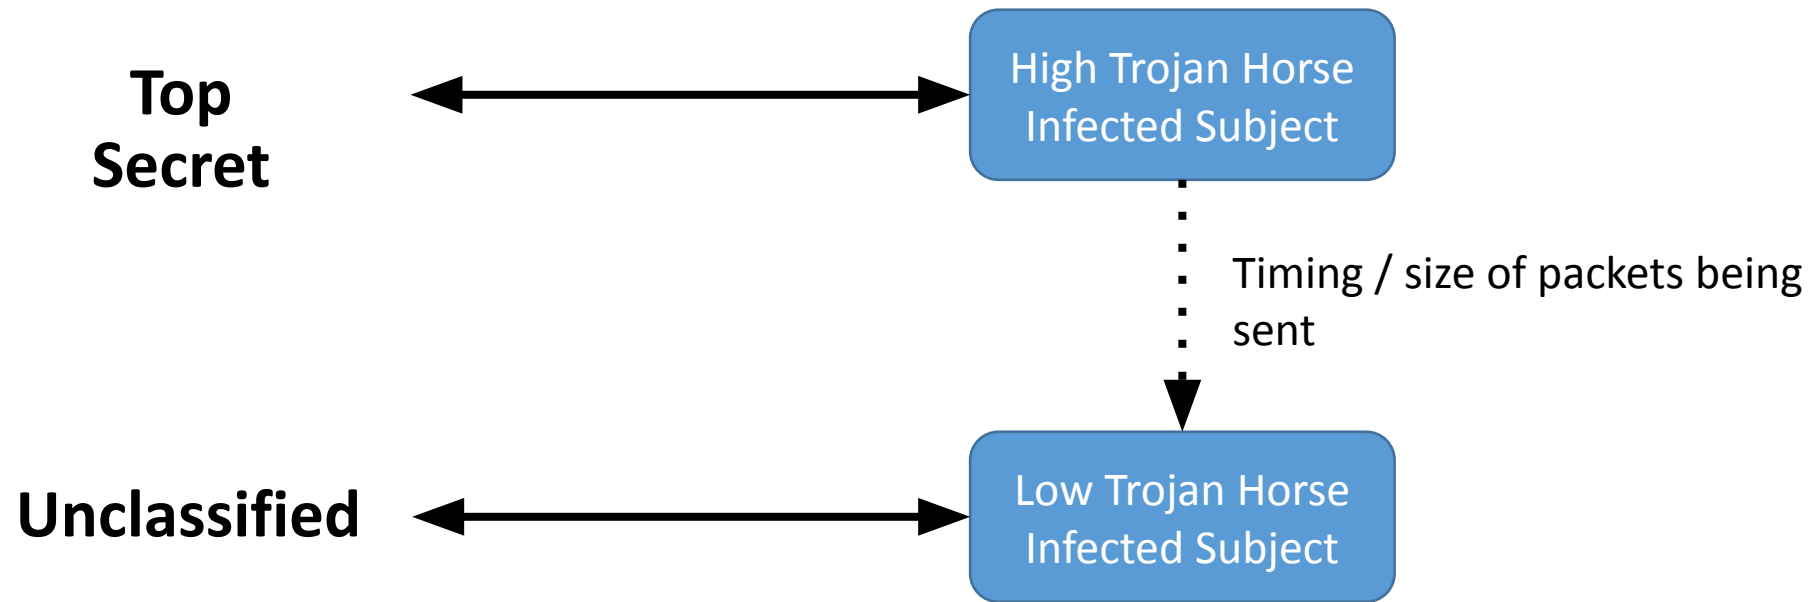 Top
Secret
High Trojan Horse
Infected Subject
Timing / size of packets being
sent
Unclassified
Low Trojan Horse
Infected Subject